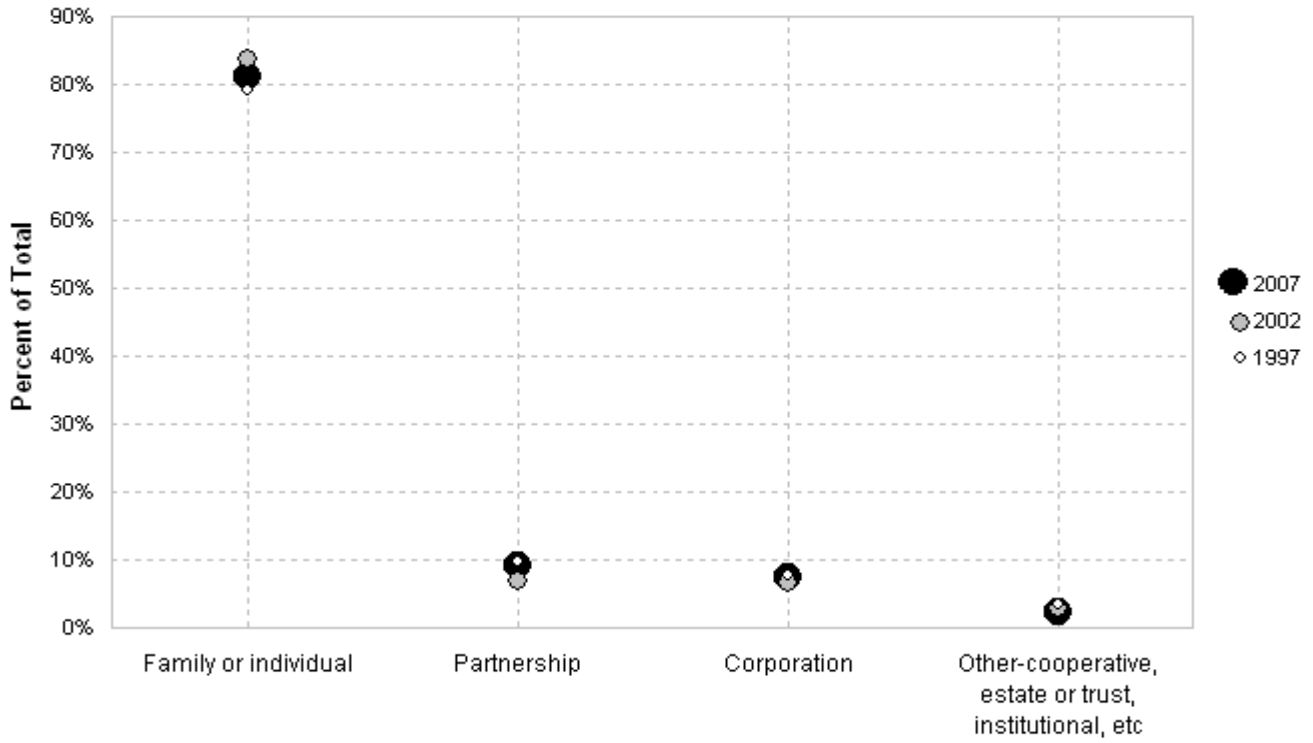 90%
80%
70%
60%
50%
40%
30%
20%
10%
0%
Percent of Total
Family or individual
Partnership
Corporation
Other-cooperative,
estate or trust,
institutional, etc
2007
2002
1997